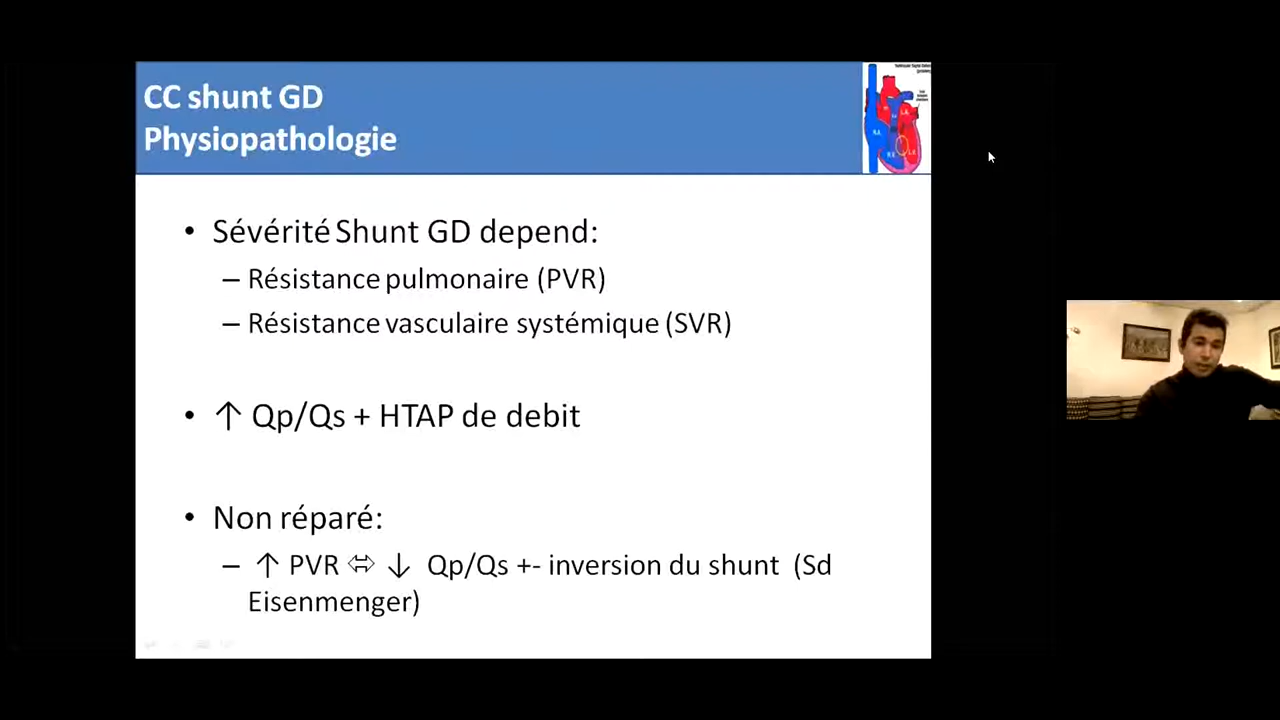 CC shunt GD
Physiopathologie
• Sévérité Shunt GD depend:
– Résistance pulmonaire (PVR)
– Résistance vasculaire systémique (SVR)
• ↑ Qp/Qs + HTAP de debit
• Non réparé:
– ↑ PVR ⇔ ↓ Qp/Qs +- inversion du shunt (Sd
Eisenmenger)